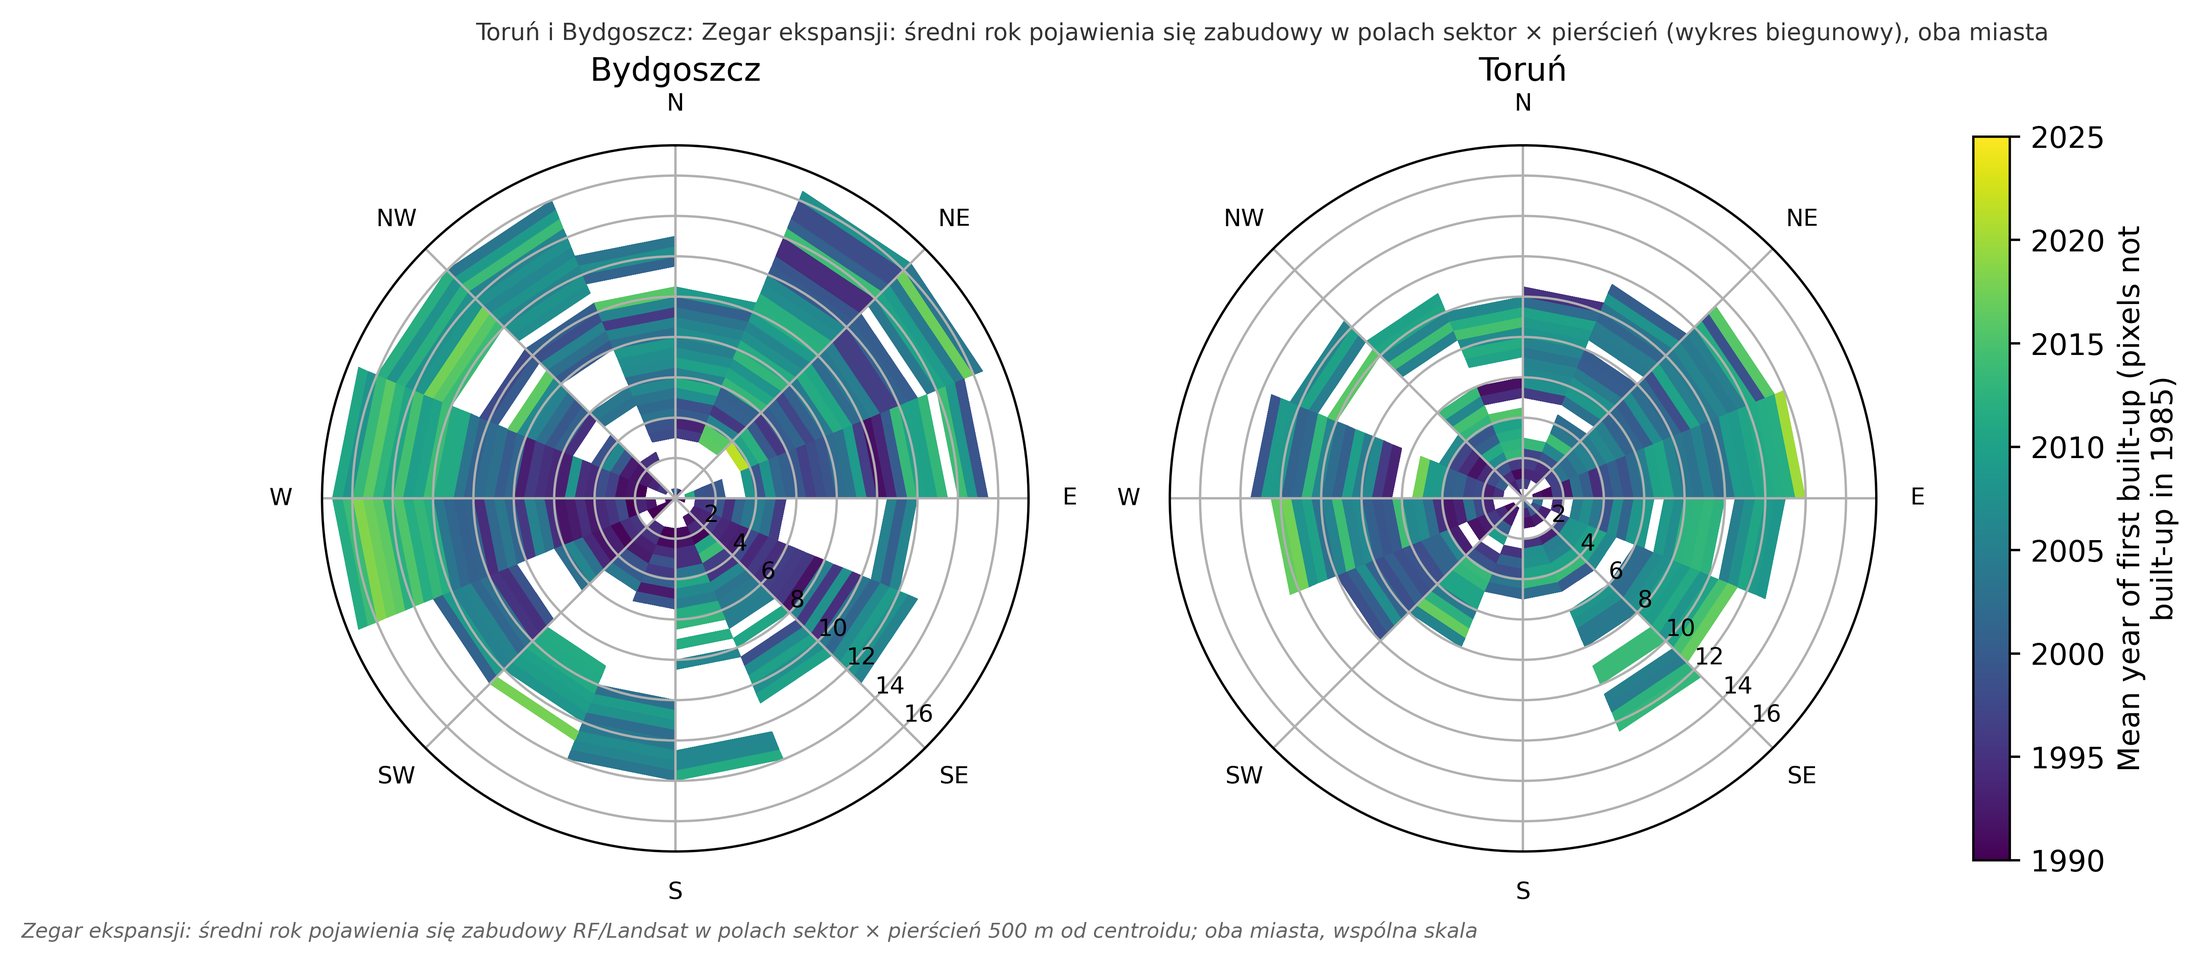 Toruń i Bydgoszcz: Zegar ekspansji: średni rok pojawienia się zabudowy w polach sektor × pierścień (wykres biegunowy), oba miasta
Bydgoszcz
N
NW
NE
W
E
SW
SE
S
2
4
6
8
10
12
14
16
Toruń
N
NW
NE
W
E
SW
SE
S
2
4
6
8
10
12
14
16
2025
2020
2015
2010
2005
2000
1995
1990
Mean year of first built-up (pixels not
built-up in 1985)
Zegar ekspansji: średni rok pojawienia się zabudowy RF/Landsat w polach sektor × pierścień 500 m od centroidu; oba miasta, wspólna skala